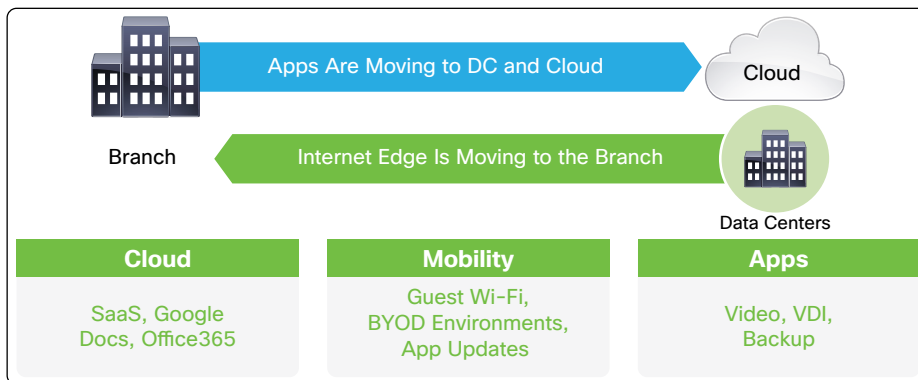 Apps Are Moving to DC and Cloud
Cloud
Branch
Internet Edge Is Moving to the Branch
Data Centers
Cloud
SaaS, Google
Docs, Office365
Mobility
Guest Wi-Fi,
BYOD Environments,
App Updates
Apps
Video, VDI,
Backup